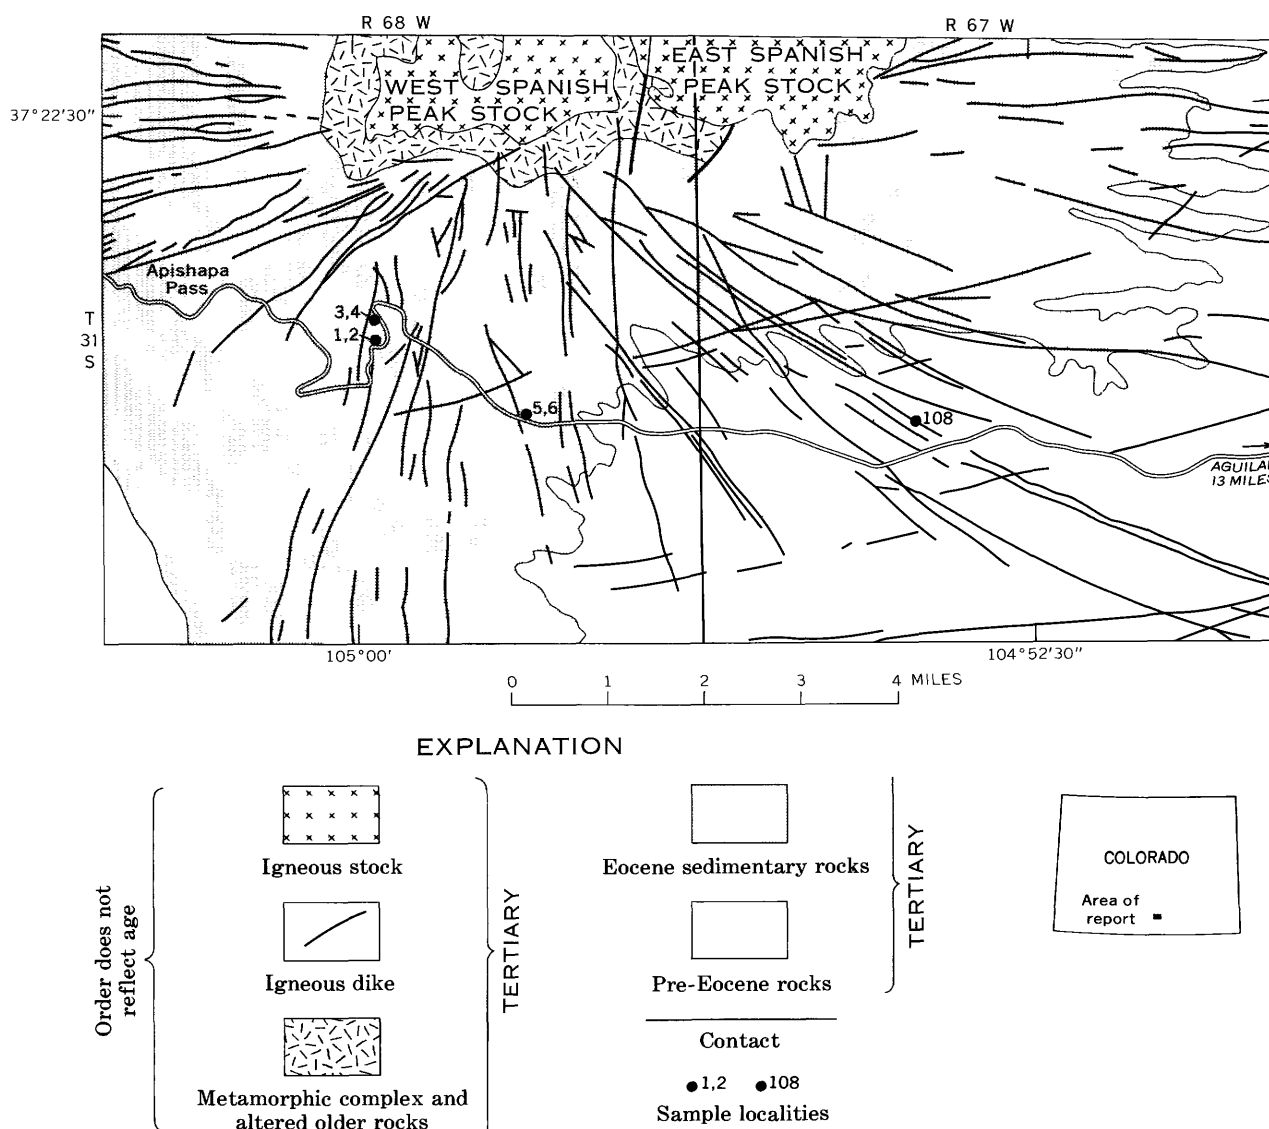 R 68 W
R 67 W
EAST SPANISH
PEAK STOCK
WEST SPANISH
PEAK STOCK
37°22'30"
Apishapa
Pass
T
31
S
3,4
1,2
5,6
108
AGUILAR
13 MILES
105°00'
104°52'30"
0 1 2 3 4 MILES
EXPLANATION
Igneous stock
Igneous dike
Metamorphic complex and
altered older rocks
Order does not
reflect age
TERTIARY
Eocene sedimentary rocks
Pre-Eocene rocks
TERTIARY
Contact
1,2 108
Sample localities
COLORADO
Area of
report